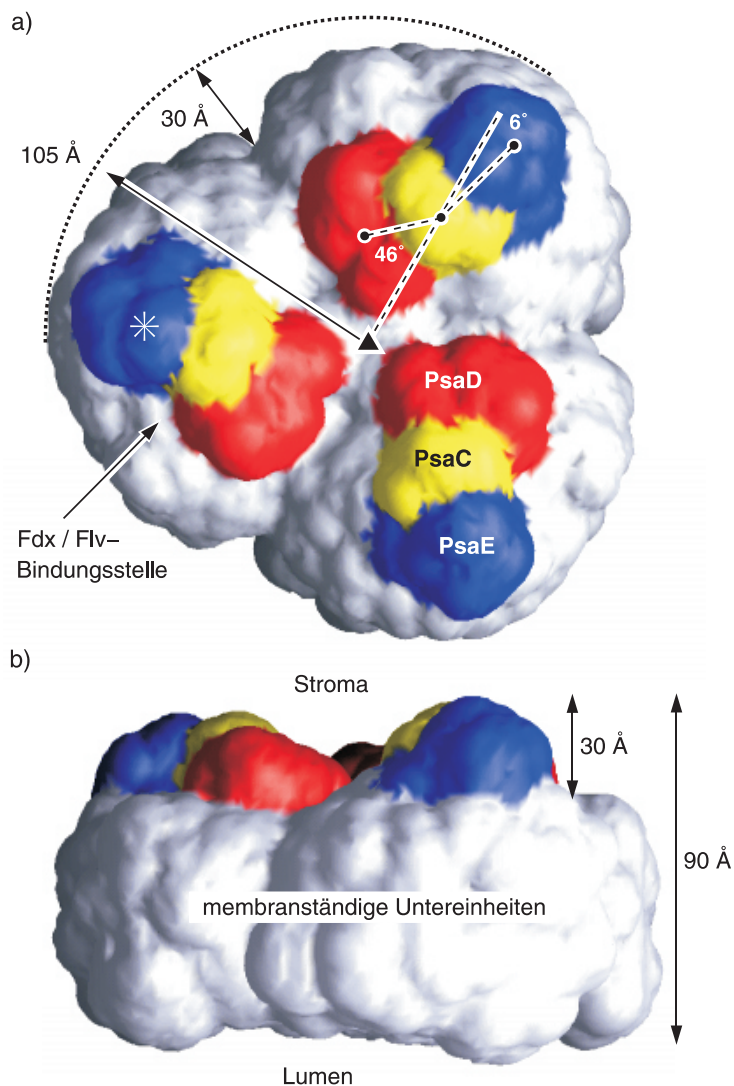 a)
30 Å
105 Å
6°
46°
PsaD
PsaC
PsaE
Fdx / Flv–
Bindungsstelle
b)
Stroma
30 Å
90 Å
membranständige Untereinheiten
Lumen